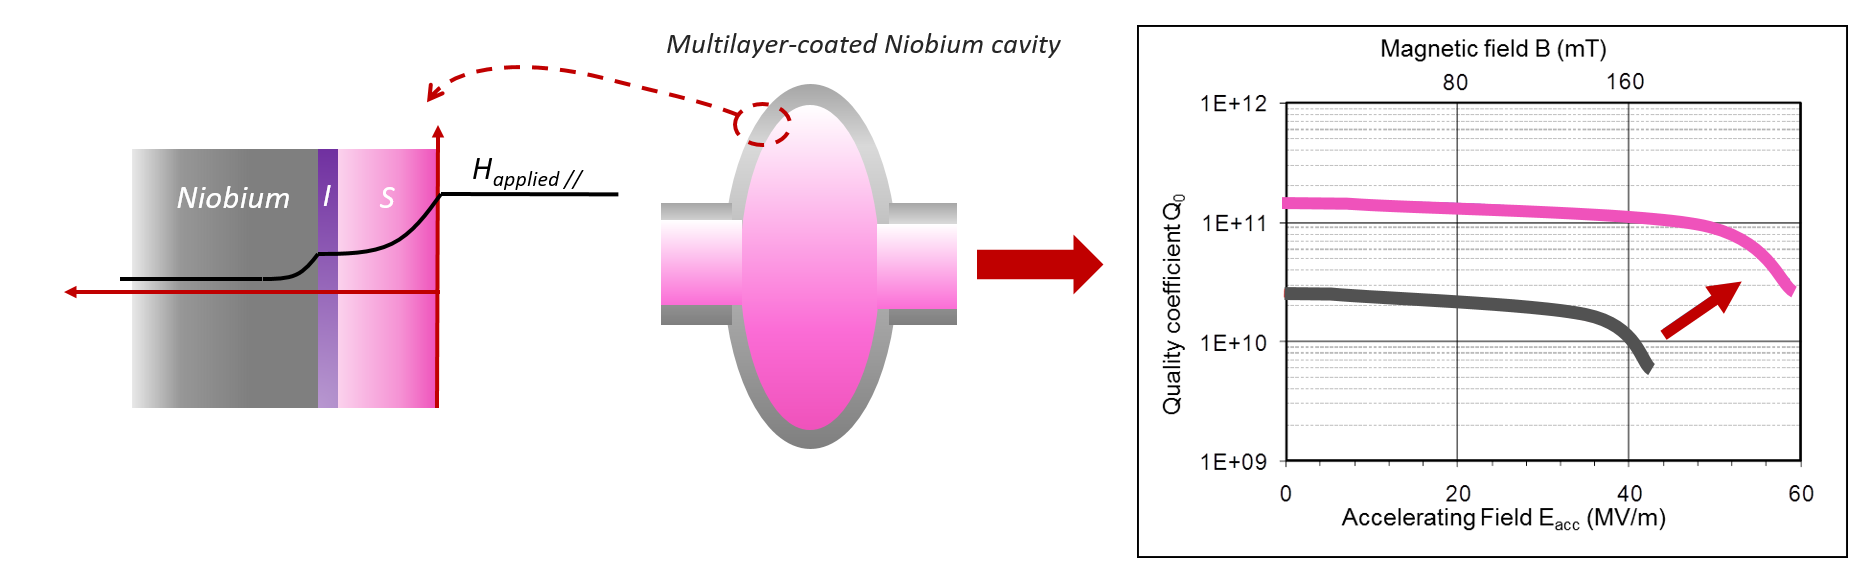 Multilayer-coated Niobium cavity
Happlied //
Niobium
I
S
Magnetic field B (mT)
80
160
1E+12
1E+11
1E+10
1E+09
Quality coefficient Q0
0
20
40
60
Accelerating Field Eacc (MV/m)